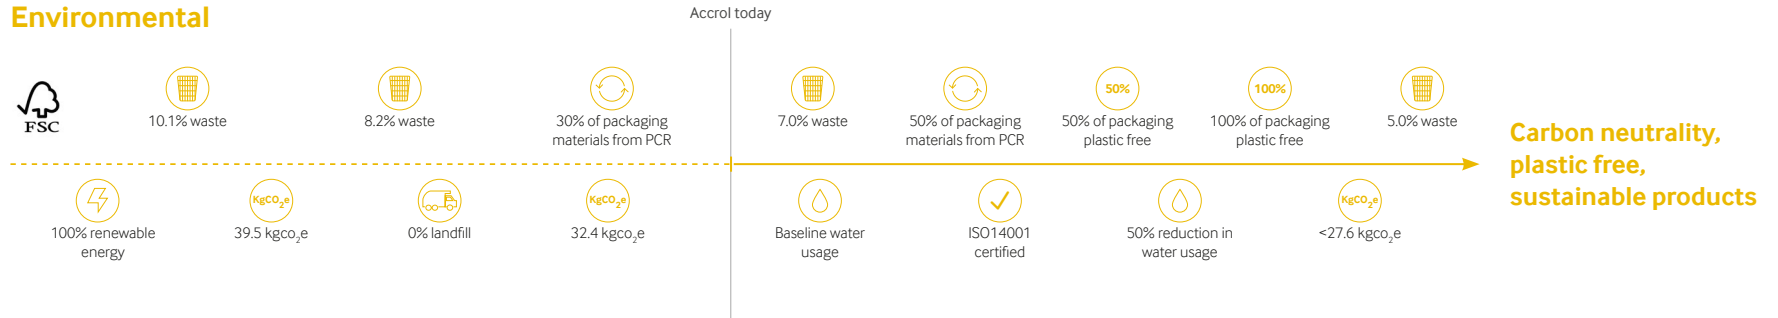 Environmental
Accrol today
FSC
10.1% waste
8.2% waste
30% of packaging
materials from PCR
7.0% waste
50% of packaging
materials from PCR
50%
50% of packaging
plastic free
100%
100% of packaging
plastic free
5.0% waste
Carbon neutrality,
plastic free,
sustainable products
100% renewable
energy
KgCO₂e
39.5 kgco₂e
0% landfill
KgCO₂e
32.4 kgco₂e
Baseline water
usage
ISO14001
certified
50% reduction in
water usage
KgCO₂e
<27.6 kgco₂e